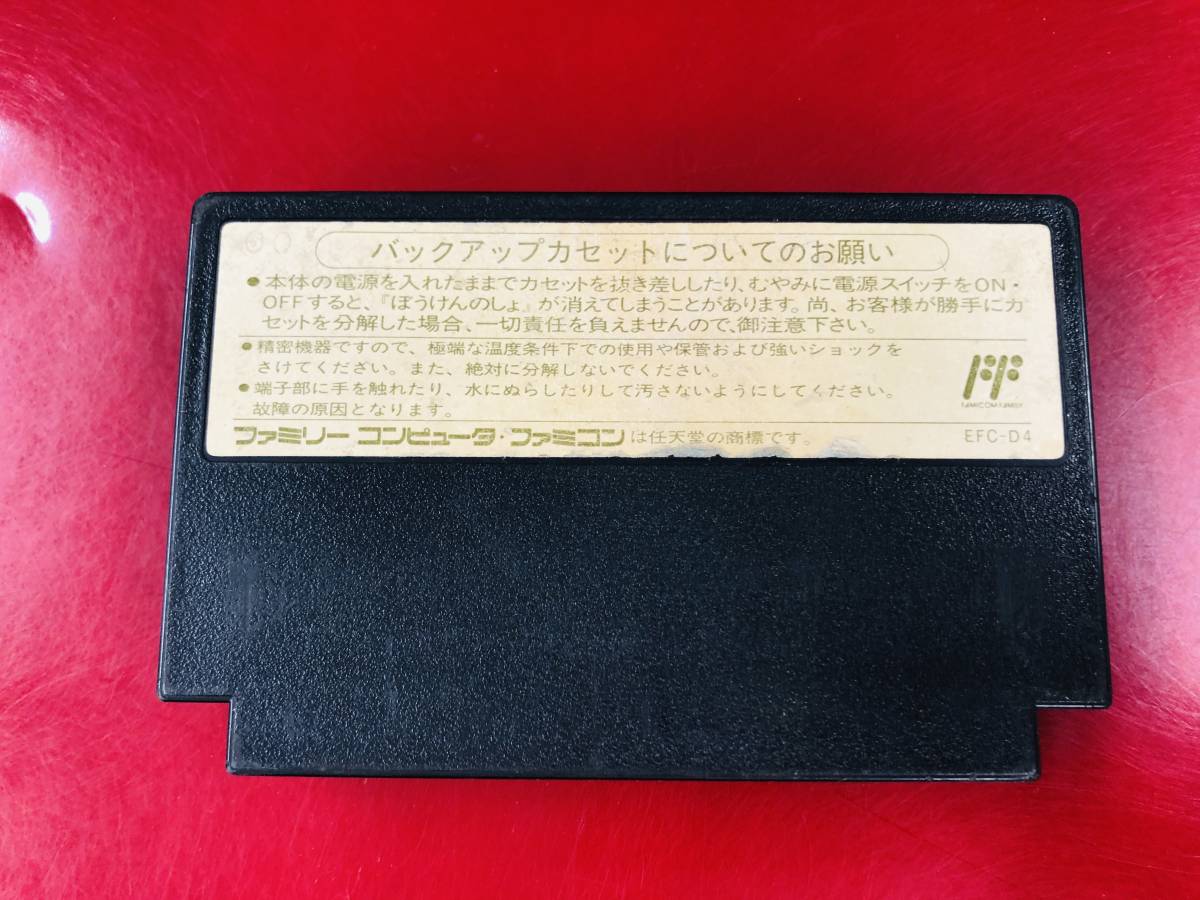 バックアップカセットについてのお願い
●本体の電源を入れたままでカセットを抜き差ししたり、むやみに電源スイッチをON・
OFFすると、『ぼうけんのしょ』が消えてしまうことがあります。尚、お客様が勝手にカ
セットを分解した場合、一切責任を負えませんので、御注意下さい。
●精密機器ですので、極端な温度条件下での使用や保管および強いショックを
さけてください。また、絶対に分解しないでください。
●端子部に手を触れたり、水にぬらしたりして汚さないようにしてください。
故障の原因となります。
FAMICOM FAMILY
ファミリーコンピュータ・ファミコンは任天堂の商標です。
EFC-D4